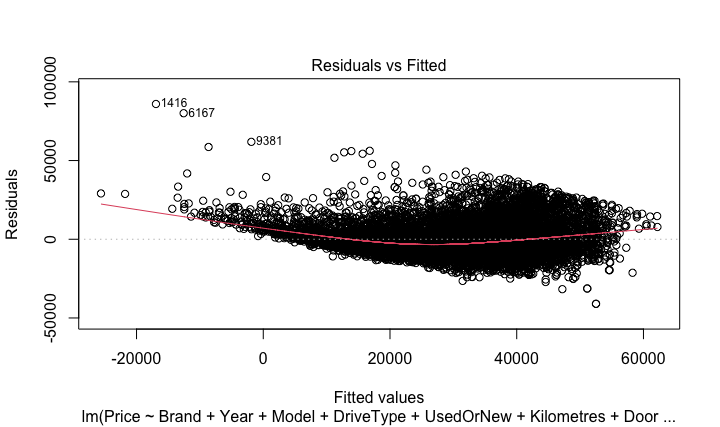 Residuals vs Fitted
100000
50000
0
-50000
Residuals
1416
6167
9381
-20000 0 20000 40000 60000
Fitted values
lm(Price ~ Brand + Year + Model + DriveType + UsedOrNew + Kilometres + Door ...